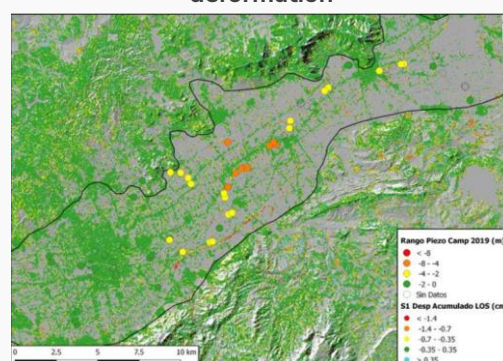 deformation
Rango Piezo Camp 2019 (m)
< -8
-8 - -4
-4 - -2
-2 - 0
Sin Datos
S1 Desp Acumulado LOS (cm
< -1.4
-1.4 - -0.7
-0.7 - -0.35
-0.35 - 0.35
> 0.35
0 2.5 5 7.5 10 km